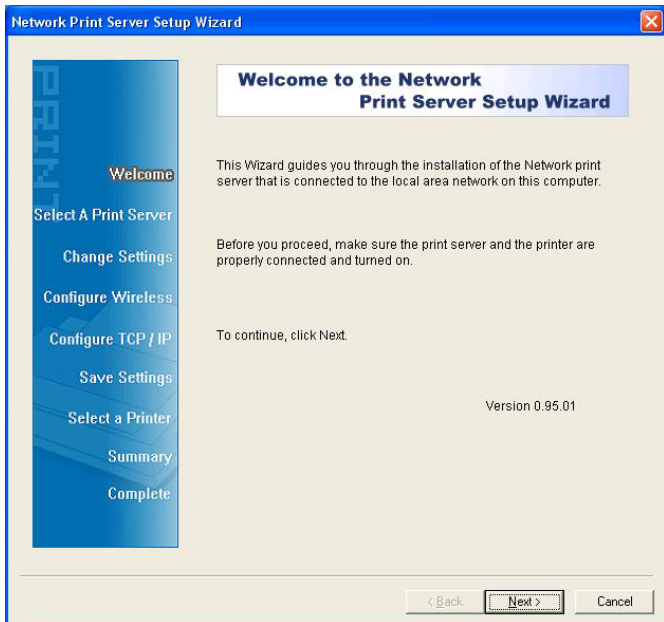 Network Print Server Setup Wizard
PRINT
Welcome
Select A Print Server
Change Settings
Configure Wireless
Configure TCP / IP
Save Settings
Select a Printer
Summary
Complete
Welcome to the Network
Print Server Setup Wizard
This Wizard guides you through the installation of the Network print
server that is connected to the local area network on this computer.
Before you proceed, make sure the print server and the printer are
properly connected and turned on.
To continue, click Next.
Version 0.95.01
< Back
Next >
Cancel